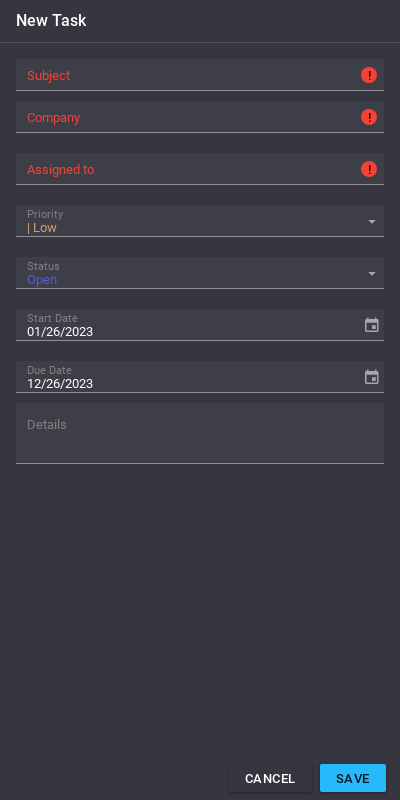 New Task
Subject
Company
Assigned to
Priority
| Low
Status
Open
Start Date
01/26/2023
Due Date
12/26/2023
Details
CANCEL SAVE